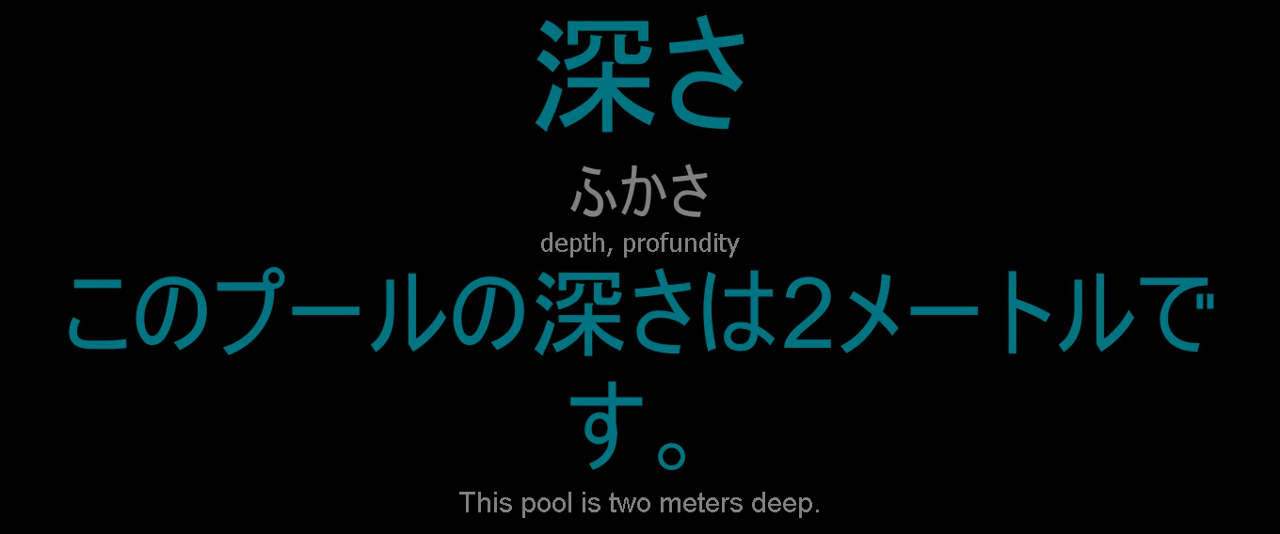 深さ
ふかさ
depth, profundity
このプールの深さは2メートルで
す。
This pool is two meters deep.